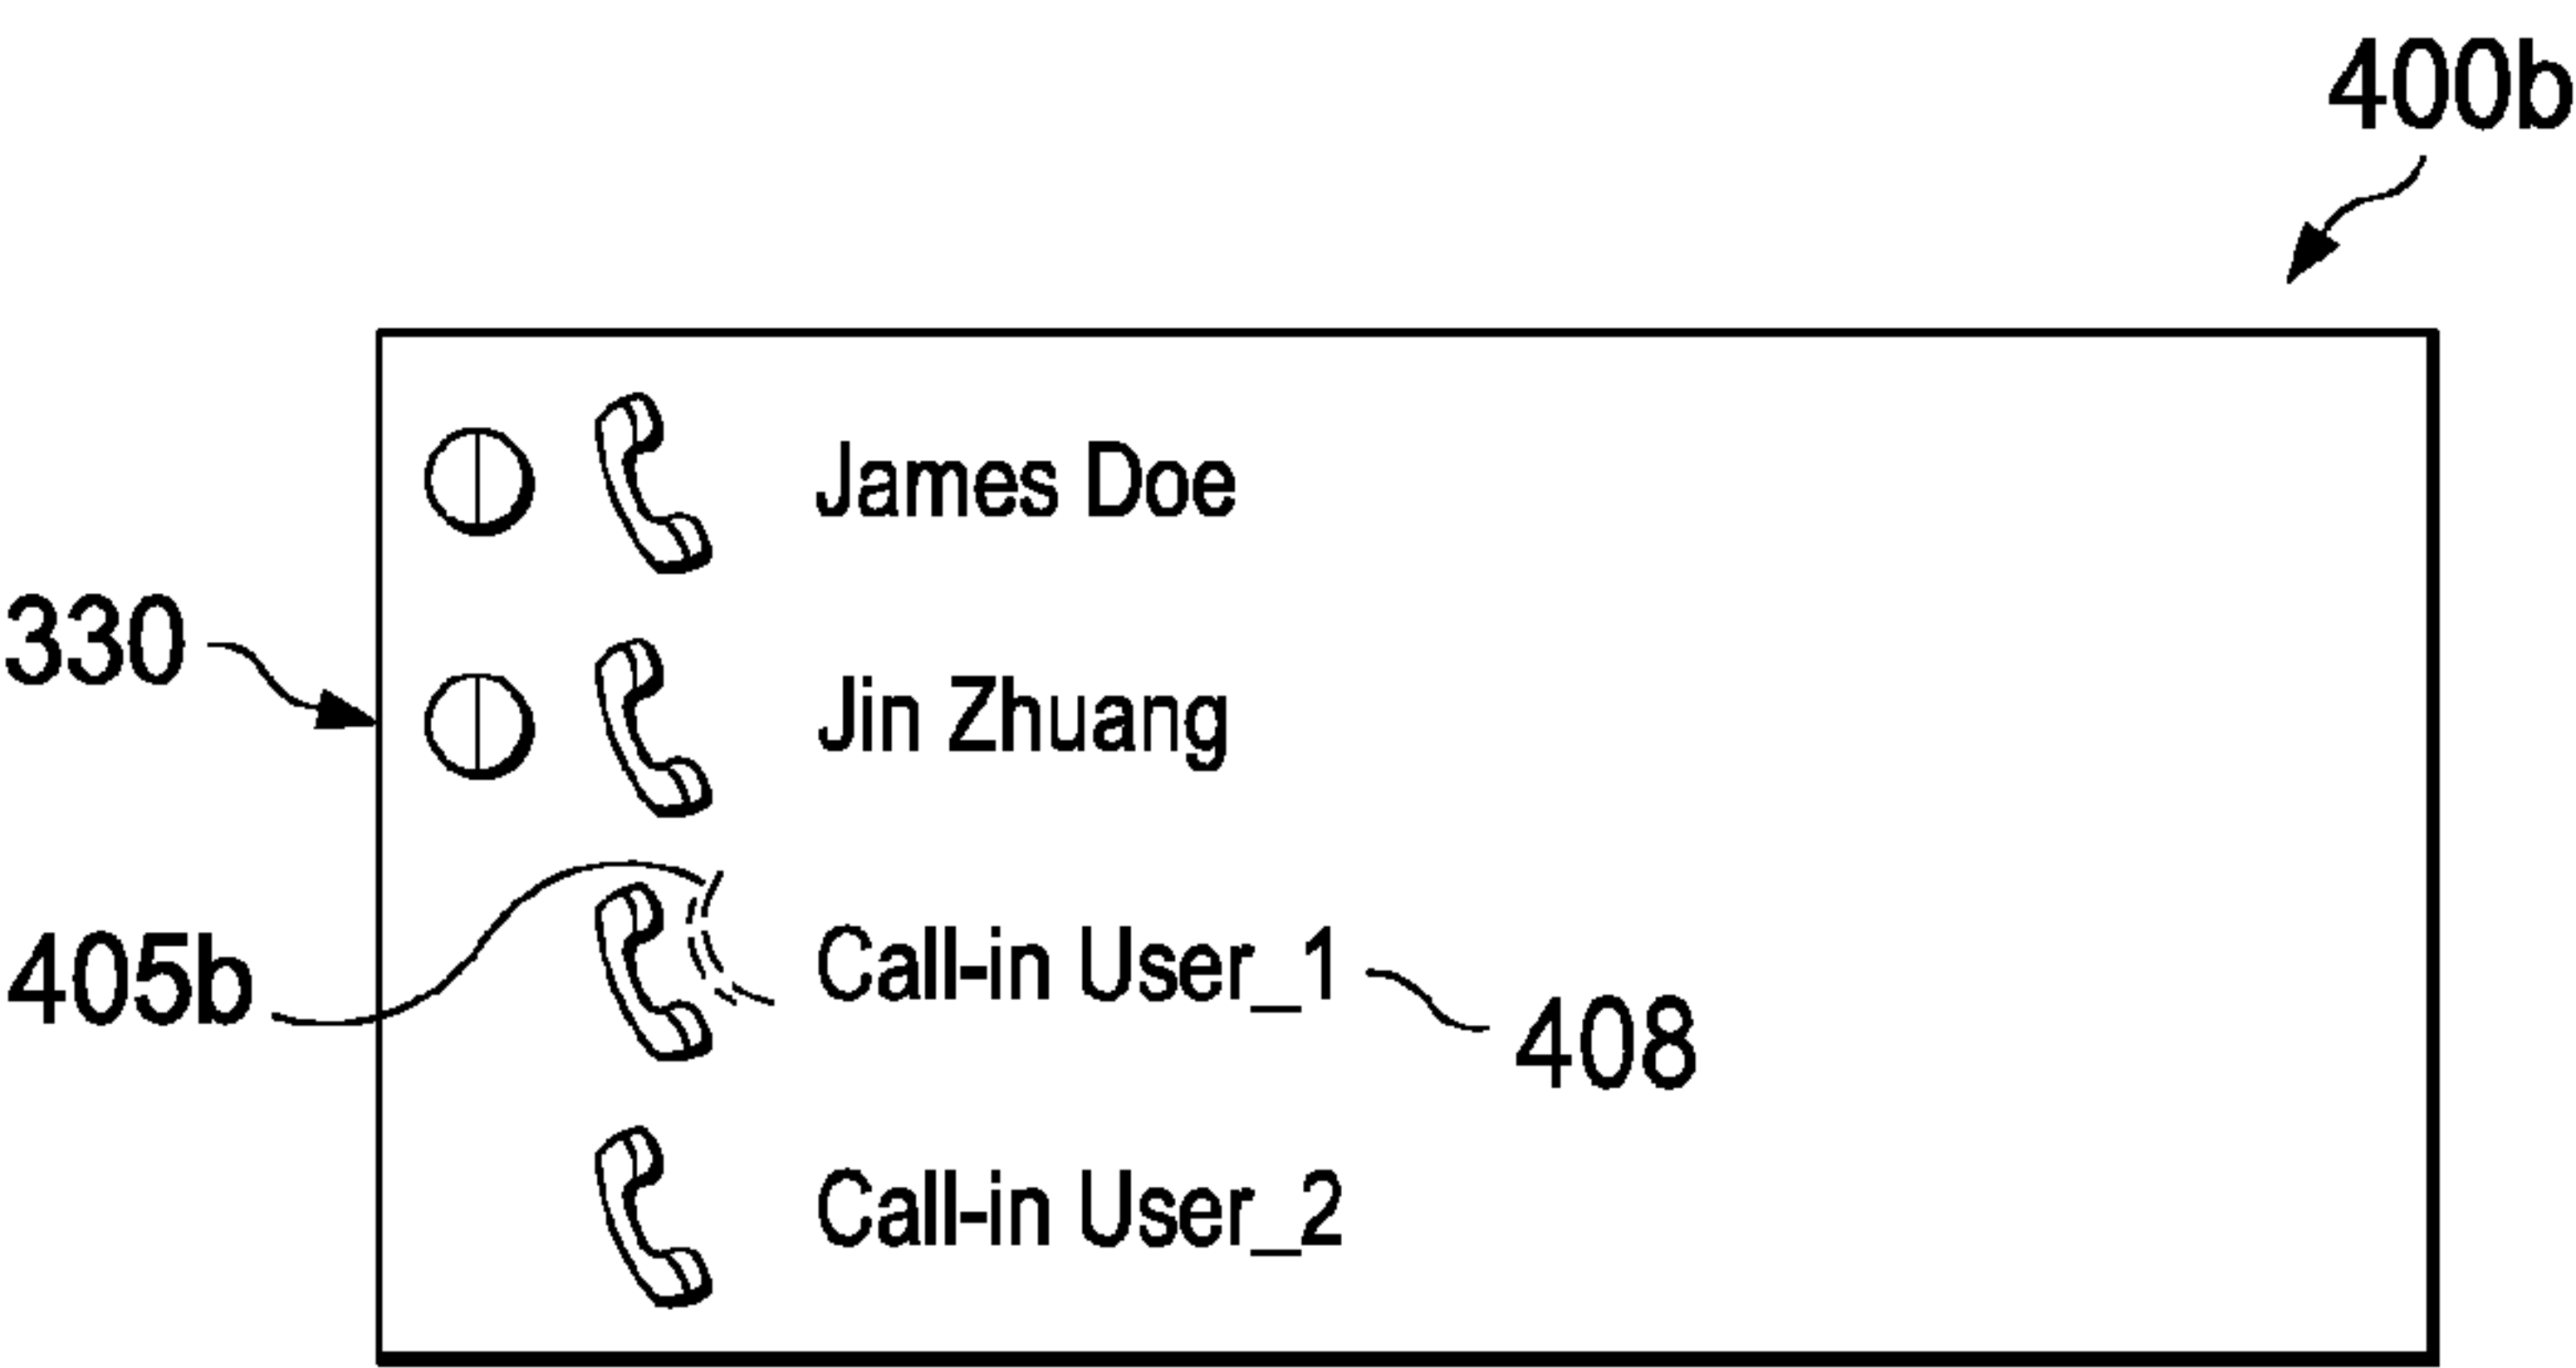 400b
James Doe
330
Jin Zhuang
405b
Call-in User_1
408
Call-in User_2